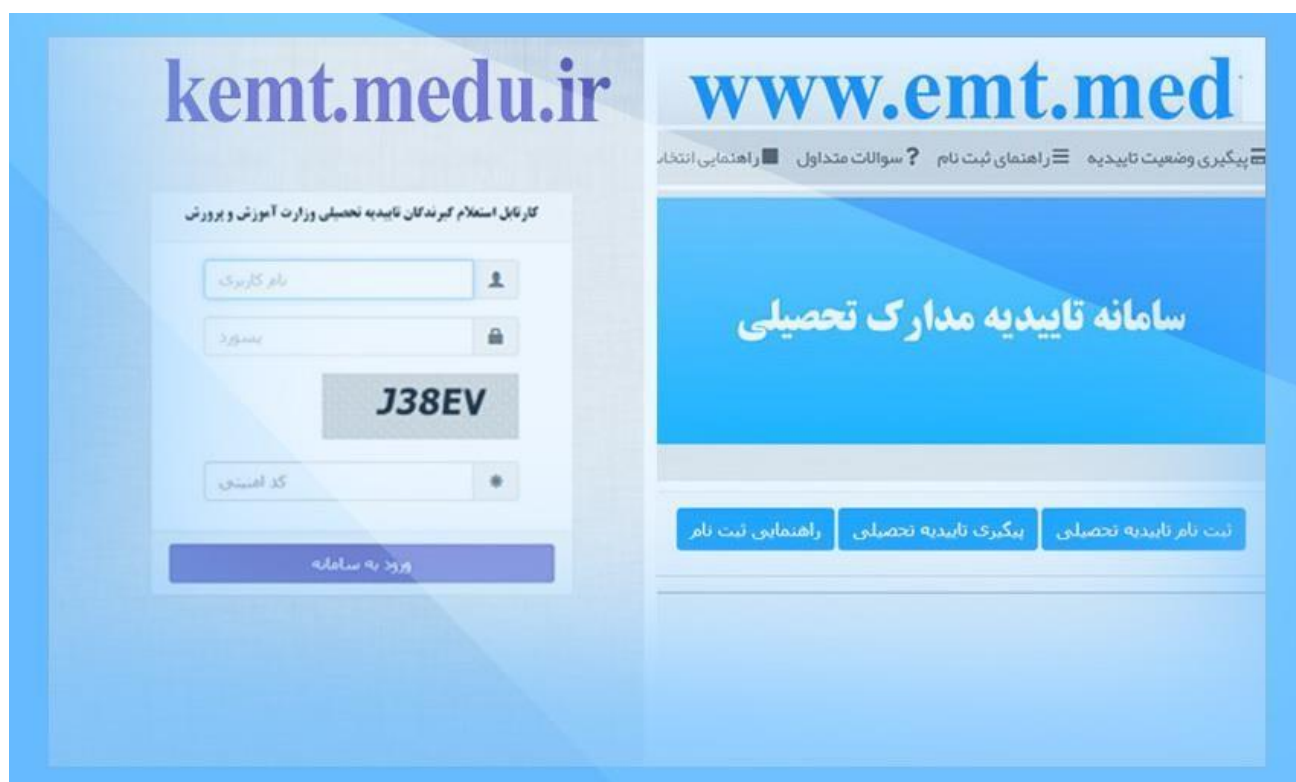 kemt.medu.ir
کارتابل استعلام گیرندگان تاییدیه تحصیلی وزارت آموزش و پرورش
نام کاربری
پسورد
J38EV
کد امنیتی
ورود به سامانه
www.emt.med
پیگیری وضعیت تاییدیه راهنمای ثبت نام ? سوالات متداول راهنمایی
سامانه تاییدیه مدارک تحصیلی
ثبت نام تاییدیه تحصیلی پیگیری تاییدیه تحصیلی راهنمایی ثبت نام